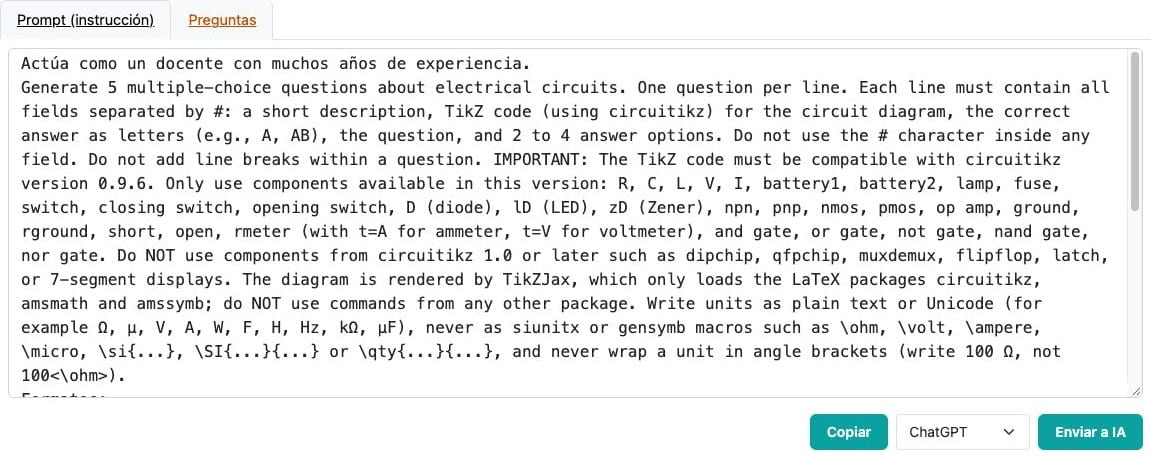 Prompt (instrucción)
Preguntas
Actúa como un docente con muchos años de experiencia.
Generate 5 multiple-choice questions about electrical circuits. One question per line. Each line must contain all
fields separated by #: a short description, TikZ code (using circuitikz) for the circuit diagram, the correct
answer as letters (e.g., A, AB), the question, and 2 to 4 answer options. Do not use the # character inside any
field. Do not add line breaks within a question. IMPORTANT: The TikZ code must be compatible with circuitikz
version 0.9.6. Only use components available in this version: R, C, L, V, I, battery1, battery2, lamp, fuse,
switch, closing switch, opening switch, D (diode), lD (LED), zD (Zener), npn, pnp, nmos, pmos, op amp, ground,
rground, short, open, rmeter (with t=A for ammeter, t=V for voltmeter), and gate, or gate, not gate, nand gate,
nor gate. Do NOT use components from circuitikz 1.0 or later such as dipchip, qfpchip, muxdemux, flipflop, latch,
or 7-segment displays. The diagram is rendered by TikZJax, which only loads the LaTeX packages circuitikz,
amsmath and amssymb; do NOT use commands from any other package. Write units as plain text or Unicode (for
example Ω, μ, V, A, W, F, H, Hz, kΩ, μF), never as siunitx or gensymb macros such as \ohm, \volt, \ampere,
\micro, \si{...}, \SI{...}{...} or \qty{...}{...}, and never wrap a unit in angle brackets (write 100 Ω, not
100<\ohm>).
Copiar
ChatGPT
Enviar a IA